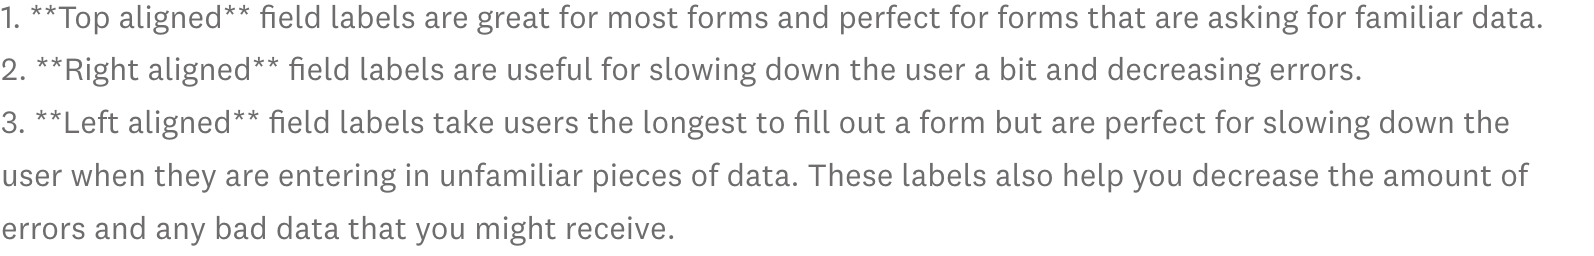 1. **Top aligned** field labels are great for most forms and perfect for forms that are asking for familiar data.
2. **Right aligned** field labels are useful for slowing down the user a bit and decreasing errors.
3. **Left aligned** field labels take users the longest to fill out a form but are perfect for slowing down the
user when they are entering in unfamiliar pieces of data. These labels also help you decrease the amount of
errors and any bad data that you might receive.